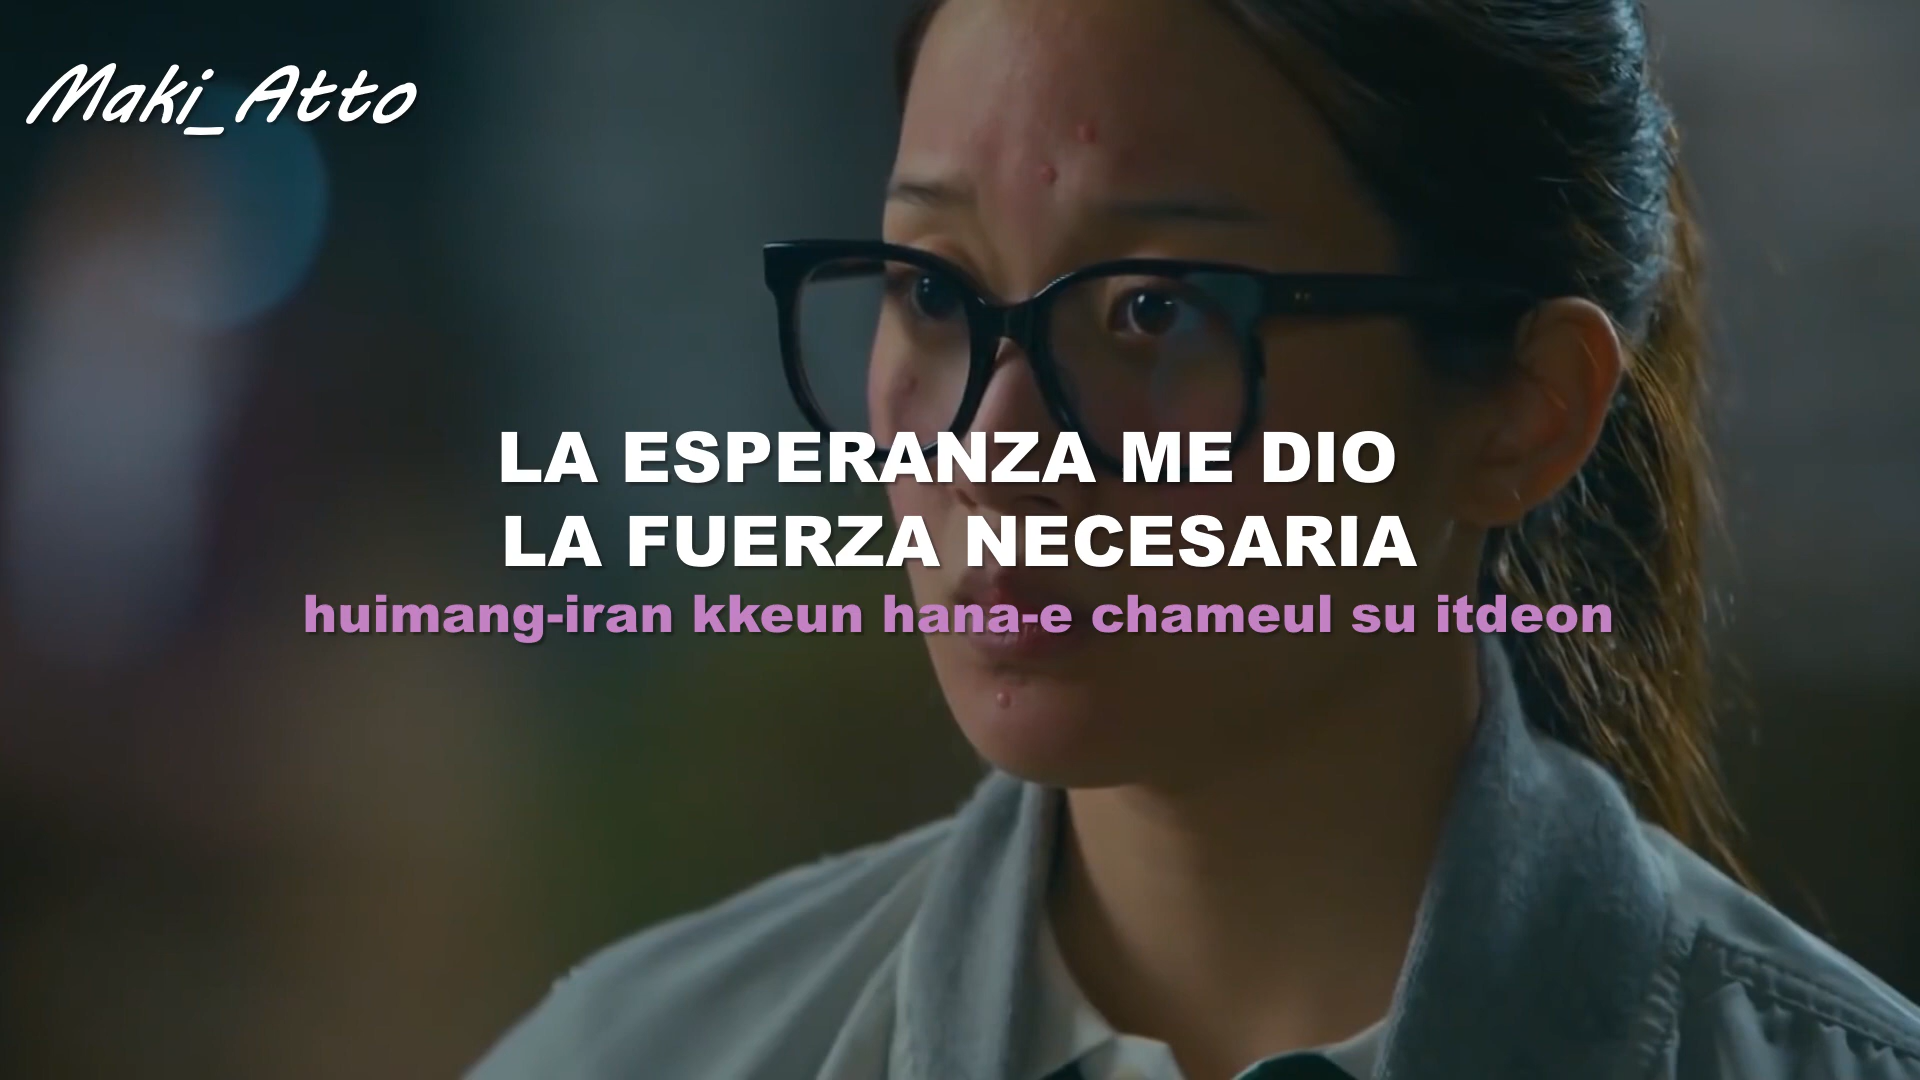 Maki_Atto
LA ESPERANZA ME DIO
LA FUERZA NECESARIA
huimang-iran kkeun hana-e chameul su itdeon